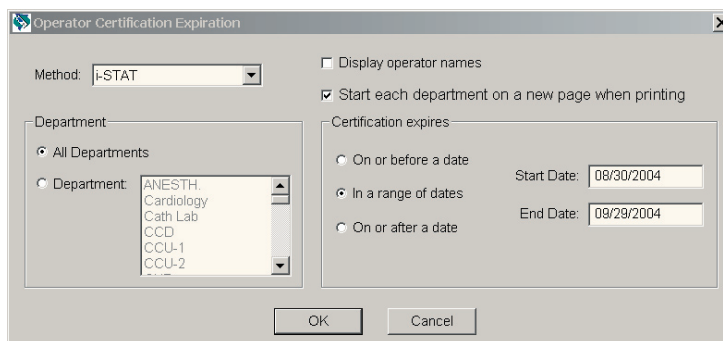 Operator Certification Expiration
Method: i-STAT
Display operator names
Start each department on a new page when printing
Department
All Departments
Department:
ANESTH.
Cardiology
Cath Lab
CCD
CCU-1
CCU-2
Certification expires
On or before a date
In a range of dates
On or after a date
Start Date: 08/30/2004
End Date: 09/29/2004
OK
Cancel